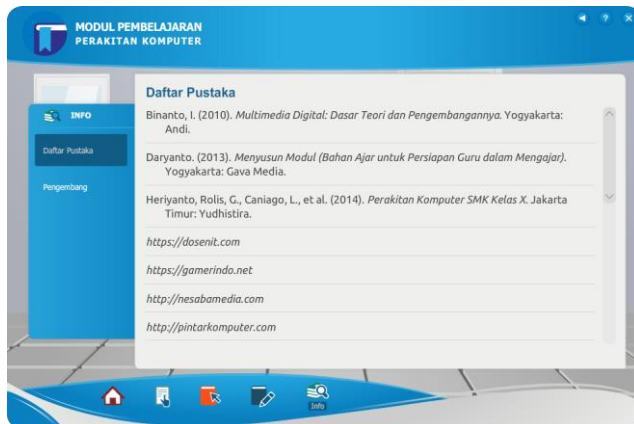 MODUL PEMBELAJARAN
PERAKITAN KOMPUTER
?
INFO
Daftar Pustaka
Pengembang
Daftar Pustaka
Binanto, I. (2010). Multimedia Digital: Dasar Teori dan Pengembangannya. Yogyakarta:
Andi.
Daryanto. (2013). Menyusun Modul (Bahan Ajar untuk Persiapan Guru dalam Mengajar).
Yogyakarta: Gava Media.
Heriyanto, Rolis, G., Caniago, L., et al. (2014). Perakitan Komputer SMK Kelas X. Jakarta
Timur: Yudhistira.
https://dosenit.com
https://gamerindo.net
http://nesabamedia.com
http://pintarkomputer.com
Info